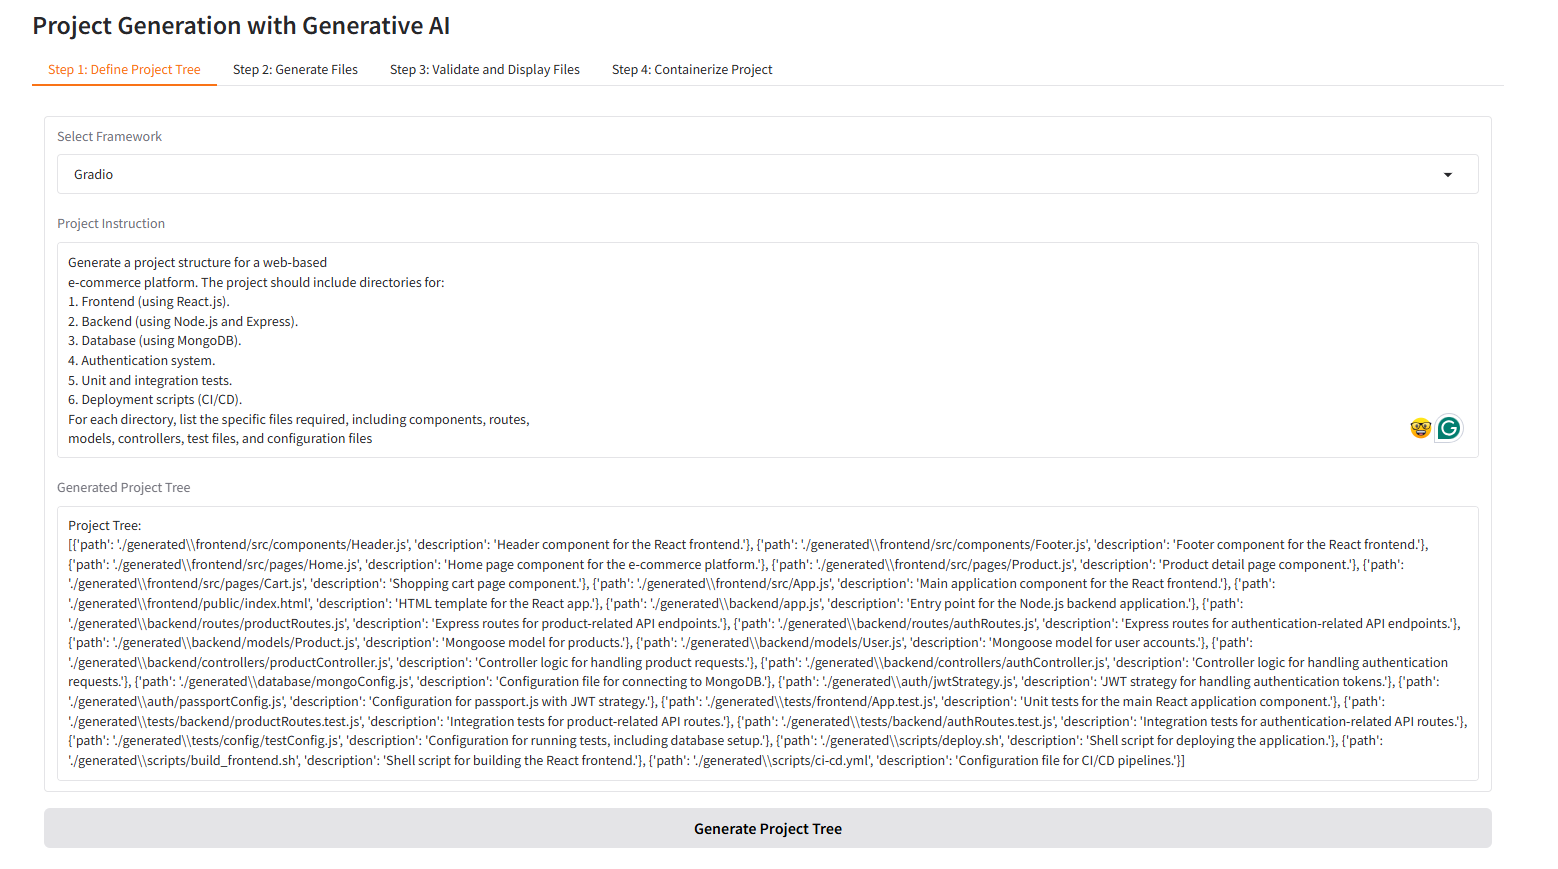 Project Generation with Generative AI
Step 1: Define Project Tree Step 2: Generate Files Step 3: Validate and Display Files Step 4: Containerize Project
Select Framework
Gradio
Project Instruction
Generate a project structure for a web-based
e-commerce platform. The project should include directories for:
1. Frontend (using React.js).
2. Backend (using Node.js and Express).
3. Database (using MongoDB).
4. Authentication system.
5. Unit and integration tests.
6. Deployment scripts (CI/CD).
For each directory, list the specific files required, including components, routes,
models, controllers, test files, and configuration files
Generated Project Tree
Project Tree:
[{'path': './generated\\frontend/src/components/Header.js', 'description': 'Header component for the React frontend.'}, {'path': './generated\\frontend/src/components/Footer.js', 'description': 'Footer component for the React frontend.'},
{'path': './generated\\frontend/src/pages/Home.js', 'description': 'Home page component for the e-commerce platform.'}, {'path': './generated\\frontend/src/pages/Product.js', 'description': 'Product detail page component.'}, {'path':
'./generated\\frontend/src/pages/Cart.js', 'description': 'Shopping cart page component.'}, {'path': './generated\\frontend/src/App.js', 'description': 'Main application component for the React frontend.'}, {'path':
'./generated\\frontend/public/index.html', 'description': 'HTML template for the React app.'}, {'path': './generated\\backend/app.js', 'description': 'Entry point for the Node.js backend application.'}, {'path':
'./generated\\backend/routes/productRoutes.js', 'description': 'Express routes for product-related API endpoints.'}, {'path': './generated\\backend/routes/authRoutes.js', 'description': 'Express routes for authentication-related API endpoints.'},
{'path': './generated\\backend/models/Product.js', 'description': 'Mongoose model for products.'}, {'path': './generated\\backend/models/User.js', 'description': 'Mongoose model for user accounts.'}, {'path':
'./generated\\backend/controllers/productController.js', 'description': 'Controller logic for handling product requests.'}, {'path': './generated\\backend/controllers/authController.js', 'description': 'Controller logic for handling authentication
requests.'}, {'path': './generated\\database/mongoConfig.js', 'description': 'Configuration file for connecting to MongoDB.'}, {'path': './generated\\auth/jwtStrategy.js', 'description': 'JWT strategy for handling authentication tokens.'}, {'path':
'./generated\\auth/passportConfig.js', 'description': 'Configuration for passport.js with JWT strategy.'}, {'path': './generated\\tests/frontend/App.test.js', 'description': 'Unit tests for the main React application component.'}, {'path':
'./generated\\tests/backend/productRoutes.test.js', 'description': 'Integration tests for product-related API routes.'}, {'path': './generated\\tests/backend/authRoutes.test.js', 'description': 'Integration tests for authentication-related API routes.'},
{'path': './generated\\tests/config/testConfig.js', 'description': 'Configuration for running tests, including database setup.'}, {'path': './generated\\scripts/deploy.sh', 'description': 'Shell script for deploying the application.'}, {'path':
'./generated\\scripts/build_frontend.sh', 'description': 'Shell script for building the React frontend.'}, {'path': './generated\\scripts/ci-cd.yml', 'description': 'Configuration file for CI/CD pipelines.'}]
Generate Project Tree